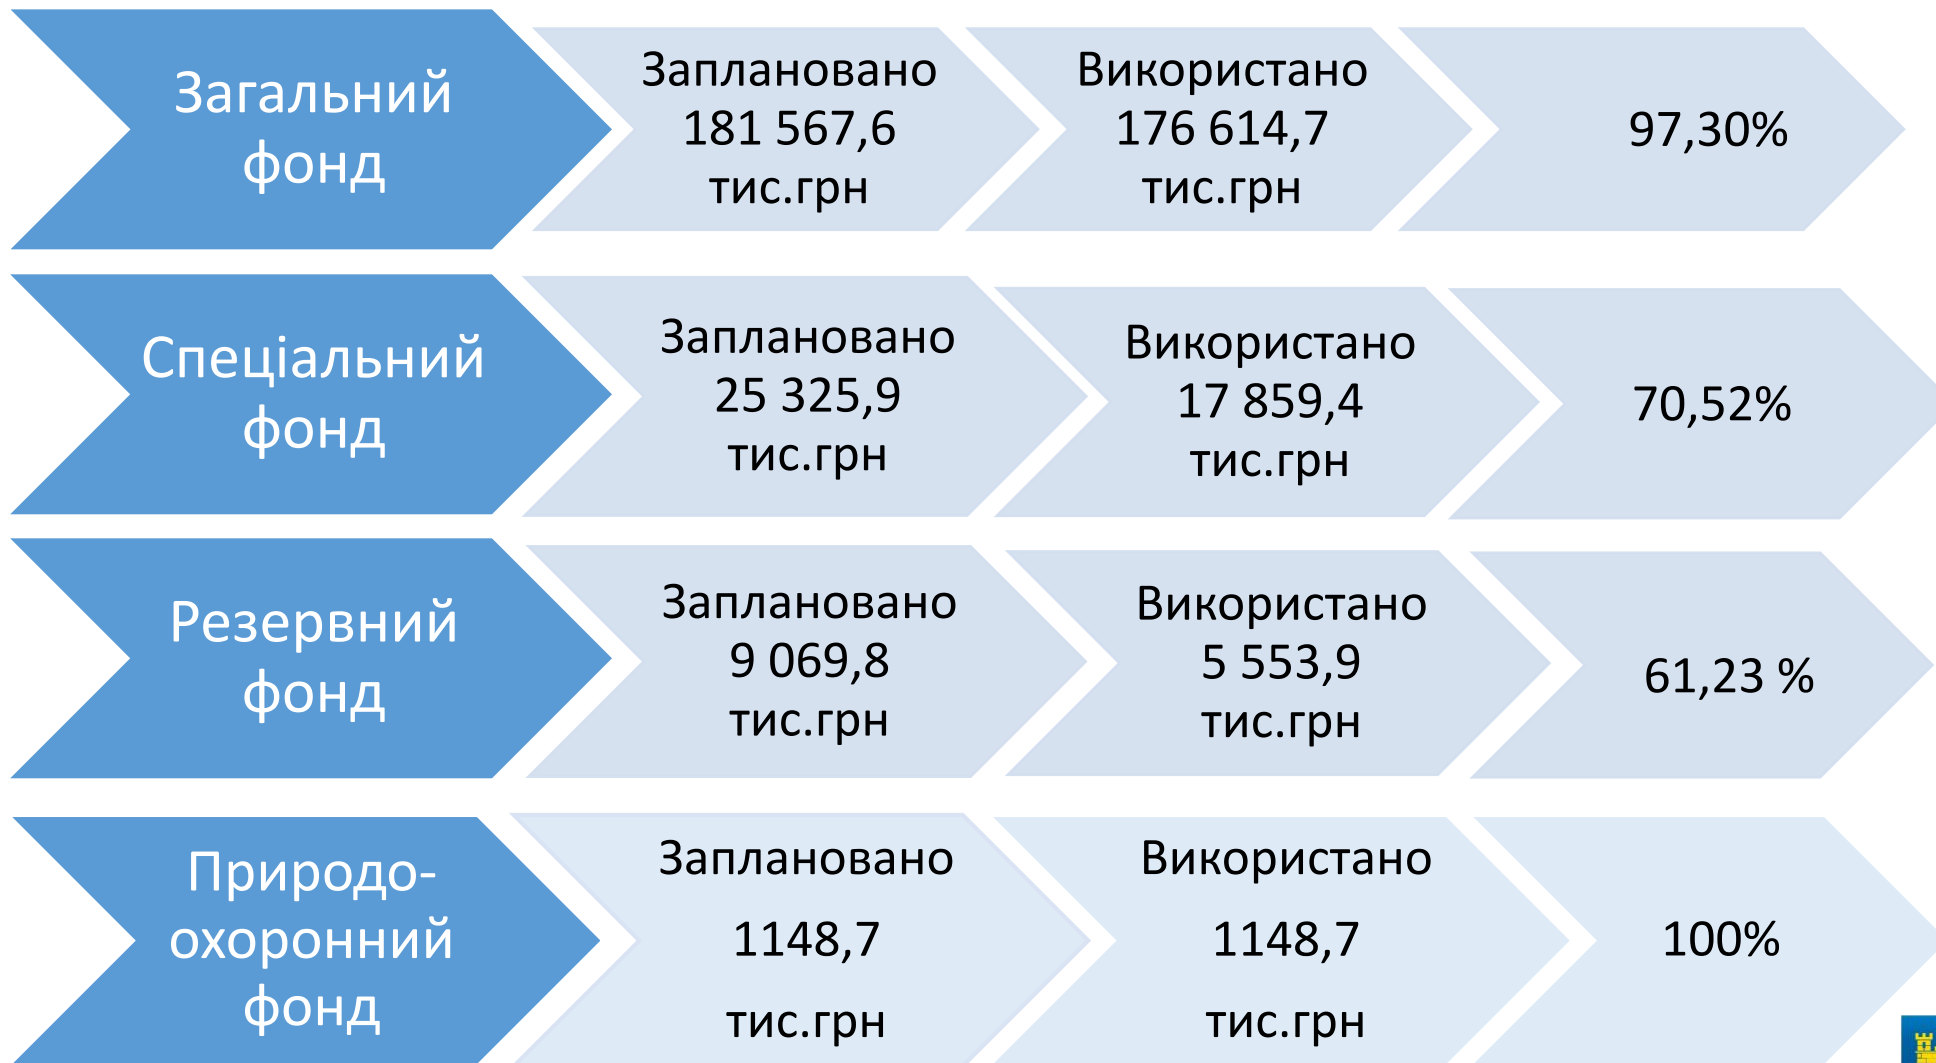 Загальний
фонд
Заплановано
181 567,6
тис.грн
Використано
176 614,7
тис.грн
97,30%
Спеціальний
фонд
Заплановано
25 325,9
тис.грн
Використано
17 859,4
тис.грн
70,52%
Резервний
фонд
Заплановано
9 069,8
тис.грн
Використано
5 553,9
тис.грн
61,23 %
Природо-
охоронний
фонд
Заплановано
1148,7
тис.грн
Використано
1148,7
тис.грн
100%